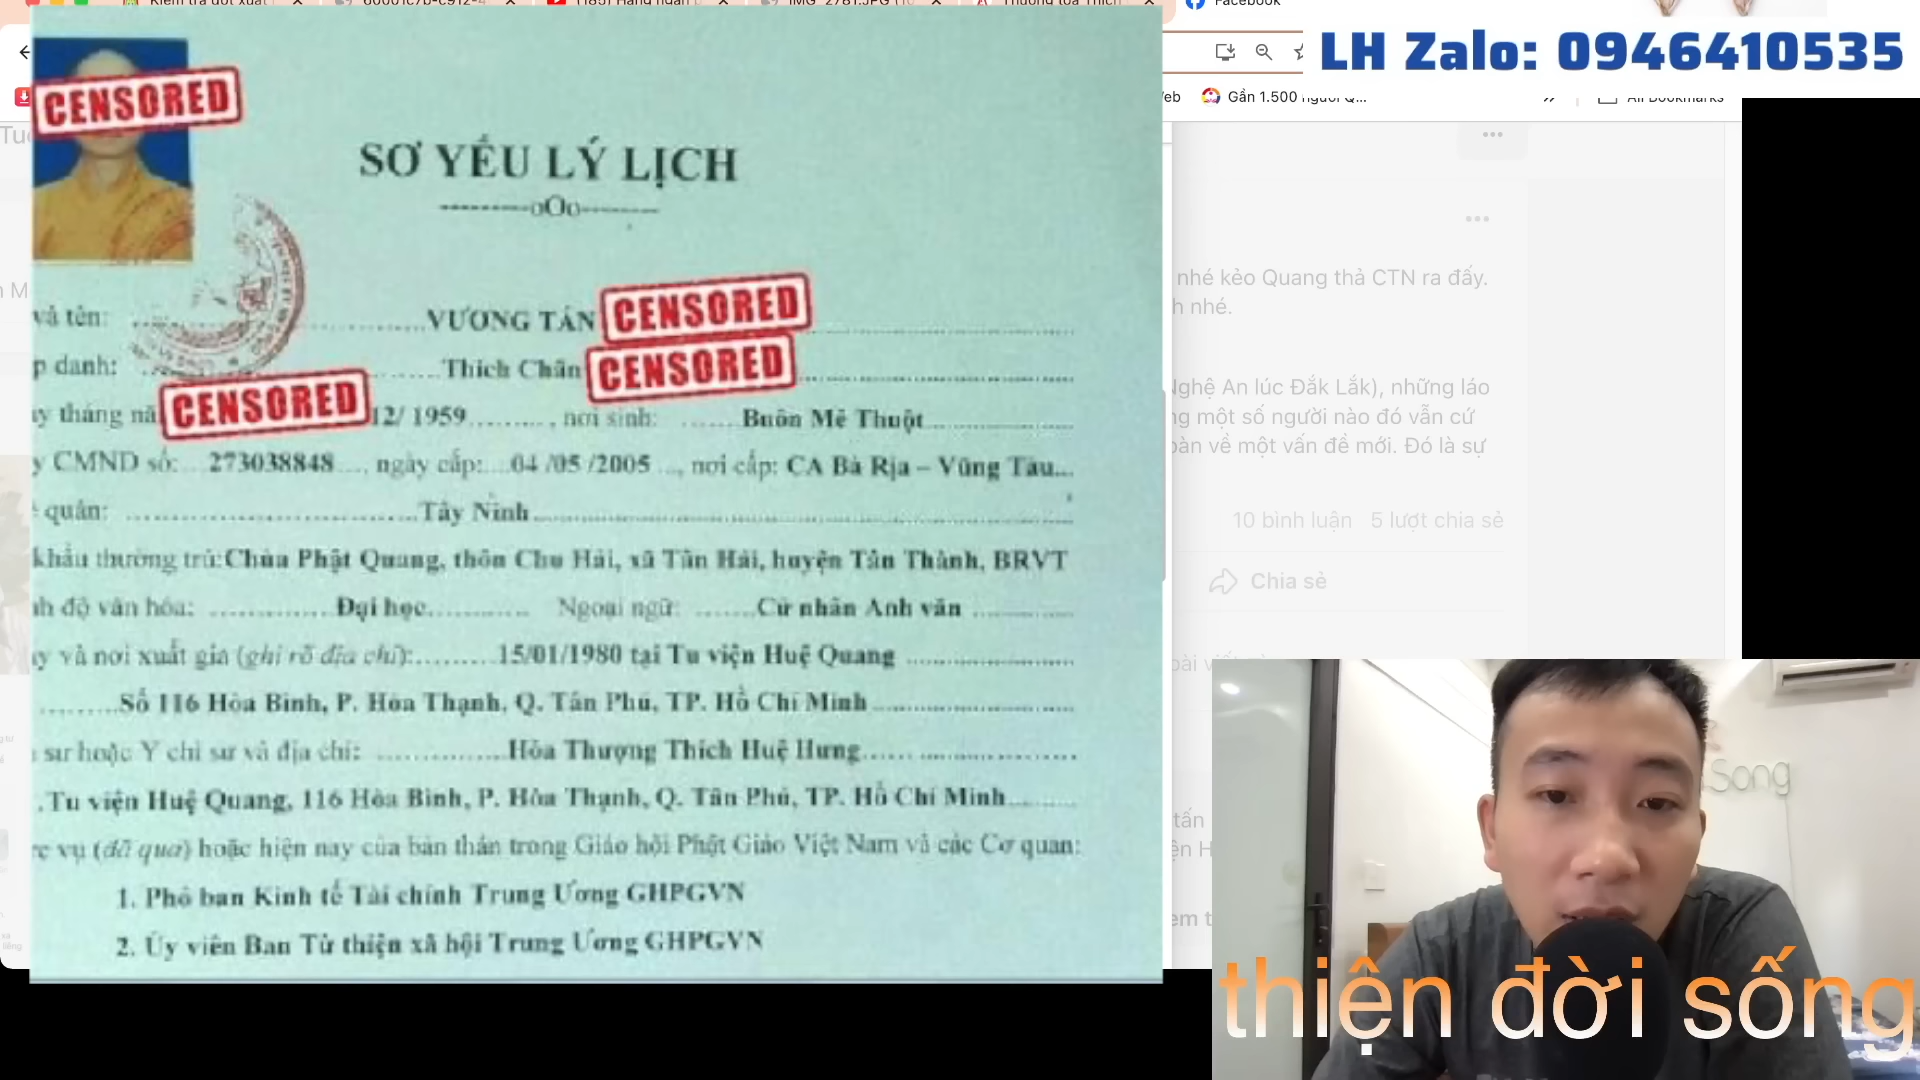 Facebook
LH Zalo: 0946410535
Gần 1.500 người Q...
All Bookmarks
CENSORED
SƠ YẾU LÝ LỊCH
---------oOo--------
và tên: VƯƠNG TẤN CENSORED
p danh: Thích Chân CENSORED
y tháng nă CENSORED 12/ 1959........., nơi sinh: ......Buôn Mê Thuột
y CMND số: 273038848 ..., ngày cấp:...04 /05 /2005 ..., nơi cấp: CA Bà Rịa – Vũng Tàu...
quán: Tây Ninh
khẩu thường trú: Chùa Phật Quang, thôn Chu Hải, xã Tân Hải, huyện Tân Thành, BRVT
nh độ văn hóa: Đại học Ngoại ngữ: Cử nhân Anh văn
y và nơi xuất gia (ghi rõ địa chỉ): 15/01/1980 tại Tu viện Huệ Quang
Số 116 Hòa Bình, P. Hòa Thạnh, Q. Tân Phú, TP. Hồ Chí Minh
sư hoặc Y chỉ sư và địa chỉ: Hòa Thượng Thích Huệ Hưng
Tu viện Huệ Quang, 116 Hòa Bình, P. Hòa Thạnh, Q. Tân Phú, TP. Hồ Chí Minh
c vụ (đã qua) hoặc hiện nay của bản thân trong Giáo hội Phật Giáo Việt Nam và các Cơ quan:
1. Phó ban Kinh tế Tài chính Trung Ương GHPGVN
2. Ủy viên Ban Từ thiện xã hội Trung Ương GHPGVN
nhé kẻo Quang thả CTN ra đấy.
h nhé.
Nghệ An lúc Đắk Lắk), những láo
ng một số người nào đó vẫn cứ
bàn về một vấn đề mới. Đó là sự
10 bình luận 5 lượt chia sẻ
Chia sẻ
Song
thiện đời sống